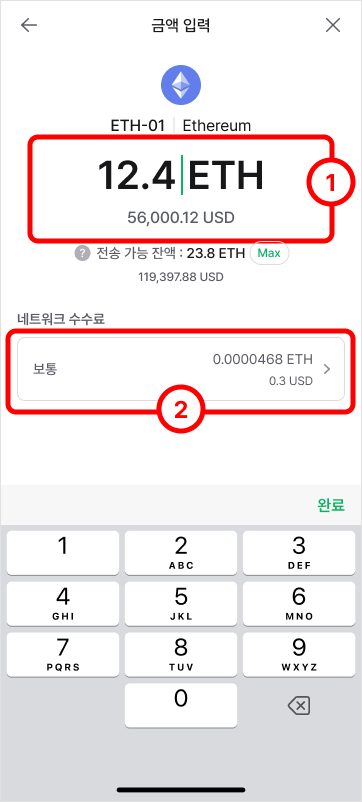 금액 입력
ETH-01 Ethereum
12.4 ETH
1
56,000.12 USD
? 전송 가능 잔액 : 23.8 ETH Max
119,397.88 USD
네트워크 수수료
보통 0.0000468 ETH
0.3 USD
2
완료
1 2 3
ABC DEF
4 5 6
GHI JKL MNO
7 8 9
PQRS TUV WXYZ
0